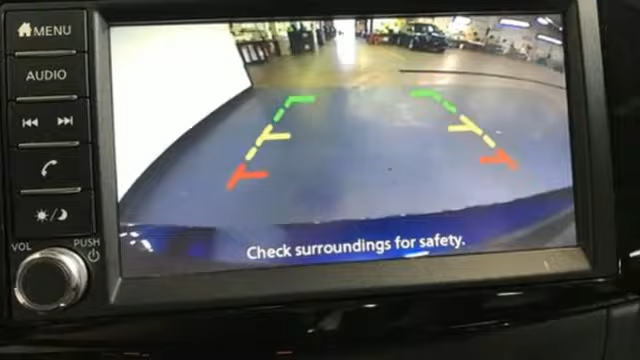 MENU
AUDIO
VOL
PUSH
Check surroundings for safety.